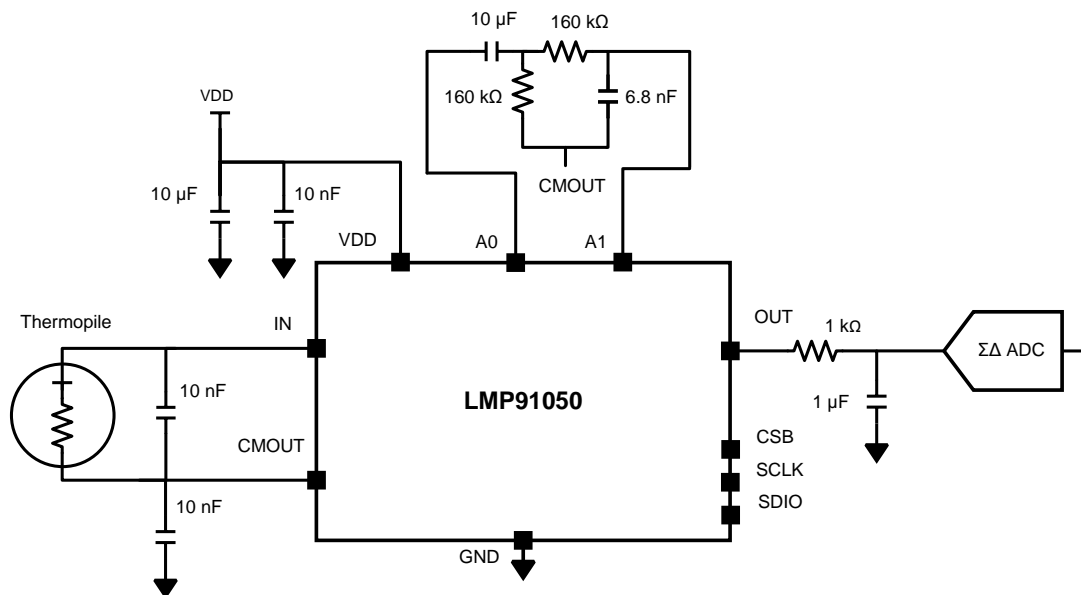 10 µF
160 kΩ
160 kΩ
6.8 nF
VDD
CMOUT
10 µF
10 nF
VDD
A0
A1
Thermopile
IN
OUT
1 kΩ
ΣΔ ADC
10 nF
LMP91050
1 µF
CMOUT
CSB
SCLK
10 nF
SDIO
GND